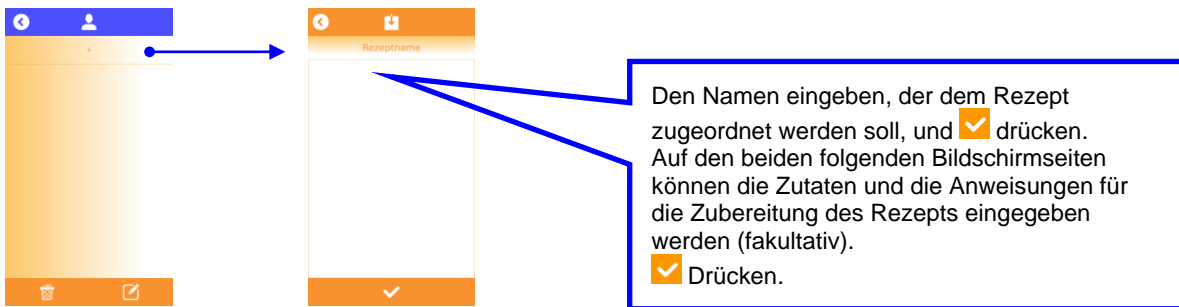 +
Rezeptname
Den Namen eingeben, der dem Rezept
zugeordnet werden soll, und drücken.
Auf den beiden folgenden Bildschirmseiten
können die Zutaten und die Anweisungen für
die Zubereitung des Rezepts eingegeben
werden (fakultativ).
Drücken.